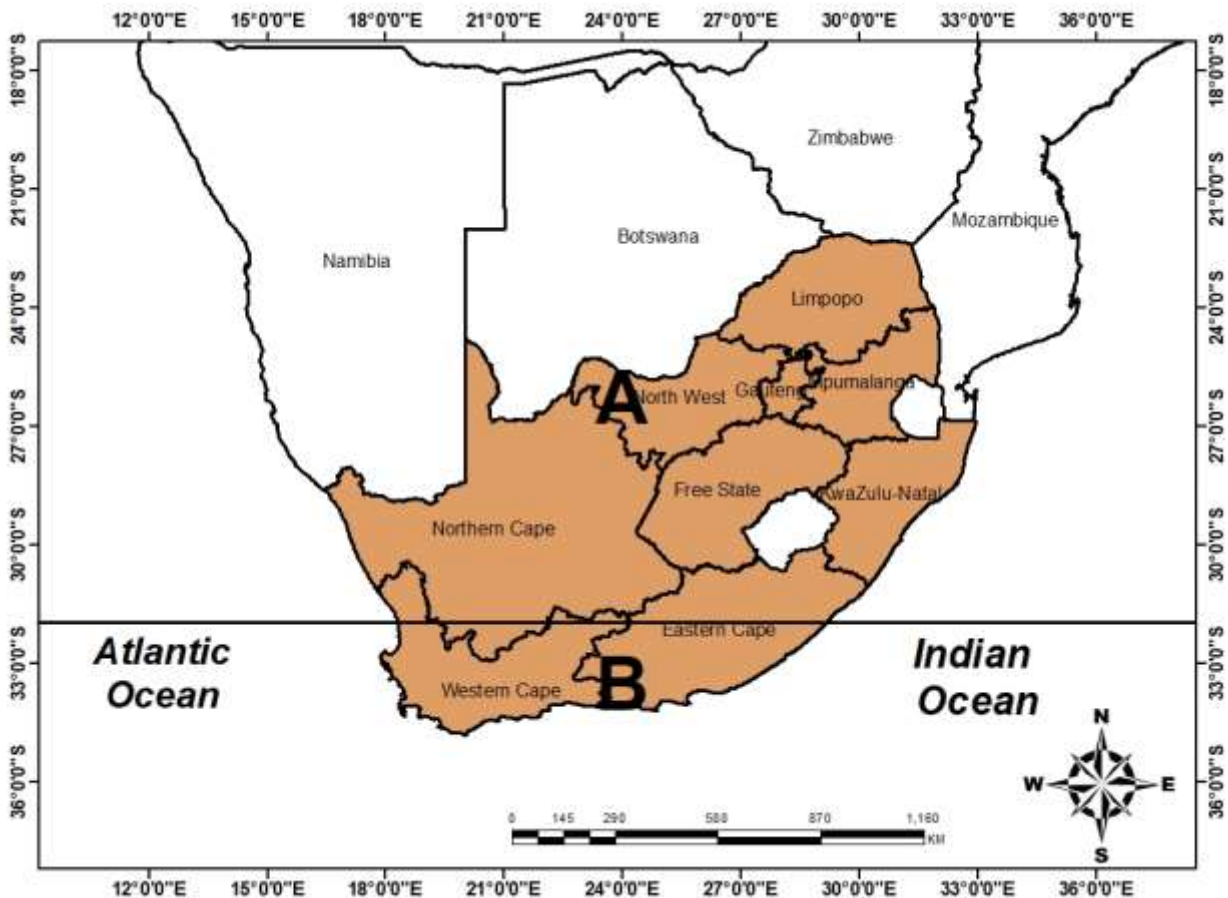 12°0'0"E 15°0'0"E 18°0'0"E 21°0'0"E 24°0'0"E 27°0'0"E 30°0'0"E 33°0'0"E 36°0'0"E
18°0'0"S 18°0'0"S
Zimbabwe
21°0'0"S 21°0'0"S
Mozambique
Botswana
Namibia
Limpopo
24°0'0"S 24°0'0"S
A
North West Gauteng Mpumalanga
27°0'0"S 27°0'0"S
Free State KwaZulu-Natal
Northern Cape
30°0'0"S 30°0'0"S
Eastern Cape
Atlantic
Ocean
Indian
Ocean
33°0'0"S 33°0'0"S
Western Cape
B
N
W E
S
36°0'0"S 36°0'0"S
0 145 290 580 870 1,160
KM
12°0'0"E 15°0'0"E 18°0'0"E 21°0'0"E 24°0'0"E 27°0'0"E 30°0'0"E 33°0'0"E 36°0'0"E